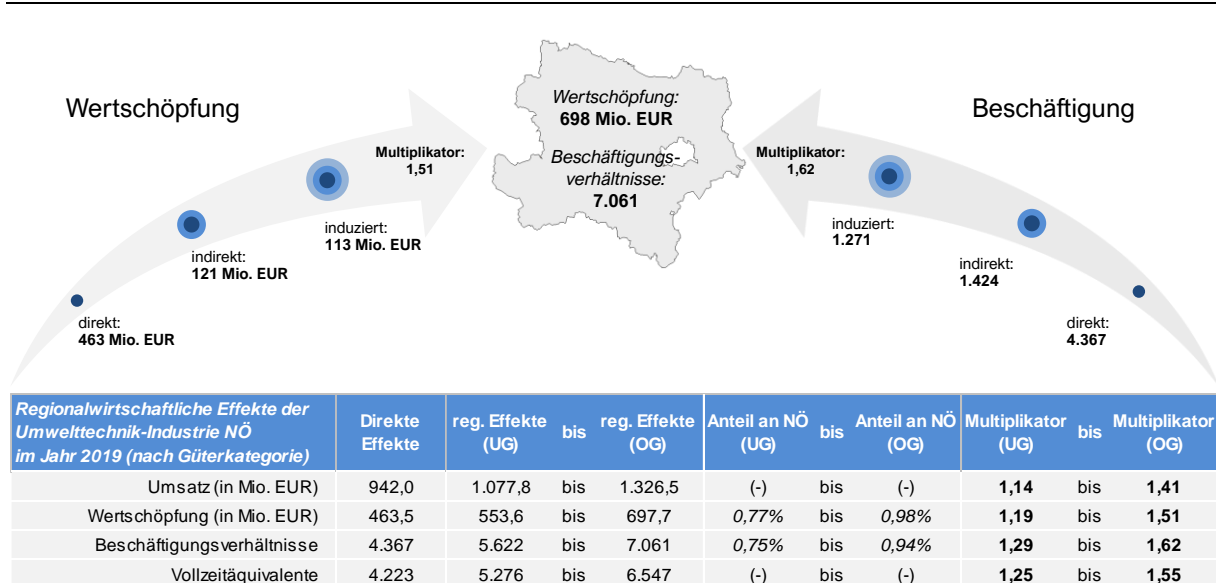 Wertschöpfung
Multiplikator:
1,51
induziert:
113 Mio. EUR
indirekt:
121 Mio. EUR
direkt:
463 Mio. EUR
Wertschöpfung:
698 Mio. EUR
Beschäftigungs-
verhältnisse:
7.061
Beschäftigung
Multiplikator:
1,62
induziert:
1.271
indirekt:
1.424
direkt:
4.367
Regionalwirtschaftliche Effekte der
Umwelttechnik-Industrie NÖ
im Jahr 2019 (nach Güterkategorie)
Direkte
Effekte
reg. Effekte
(UG)
bis
reg. Effekte
(OG)
Anteil an NÖ
(UG)
bis
Anteil an NÖ
(OG)
Multiplikator
(UG)
bis
Multiplikator
(OG)
Umsatz (in Mio. EUR) 942,0 1.077,8 bis 1.326,5 (-) bis (-) 1,14 bis 1,41
Wertschöpfung (in Mio. EUR) 463,5 553,6 bis 697,7 0,77% bis 0,98% 1,19 bis 1,51
Beschäftigungsverhältnisse 4.367 5.622 bis 7.061 0,75% bis 0,94% 1,29 bis 1,62
Vollzeitäquivalente 4.223 5.276 bis 6.547 (-) bis (-) 1,25 bis 1,55